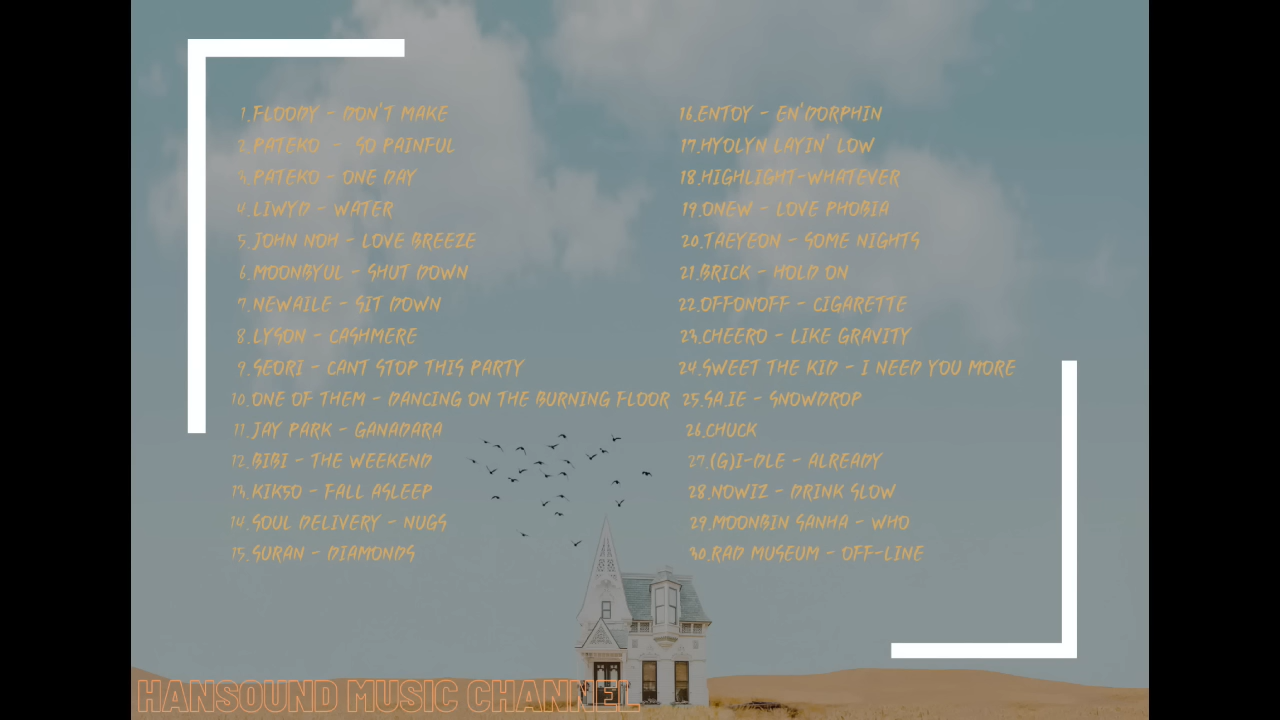 1.FLOODY - DON'T MAKE
2.PATEKO - SO PAINFUL
3.PATEKO - ONE DAY
4.LIWYD - WATER
5.JOHN NOH - LOVE BREEZE
6.MOONBYUL - SHUT DOWN
7.NEWAILE - SIT DOWN
8.LYSON - CASHMERE
9.SEORI - CANT STOP THIS PARTY
10.ONE OF THEM - DANCING ON THE BURNING FLOOR
11.JAY PARK - GANADARA
12.BIBI - THE WEEKEND
13.KIK5O - FALL ASLEEP
14.SOUL DELIVERY - NUGS
15.SURAN - DIAMONDS
16.ENTOY - EN'DORPHIN
17.HYOLYN LAYIN' LOW
18.HIGHLIGHT-WHATEVER
19.ONEW - LOVE PHOBIA
20.TAEYEON - SOME NIGHTS
21.BRICK - HOLD ON
22.OFFONOFF - CIGARETTE
23.CHEERO - LIKE GRAVITY
24.SWEET THE KID - I NEED YOU MORE
25.SA.IE - SNOWDROP
26.CHUCK
27.(G)I-DLE - ALREADY
28.NOWIZ - DRINK SLOW
29.MOONBIN SANHA - WHO
30.RAD MUSEUM - OFF-LINE
HANSOUND MUSIC CHANNEL